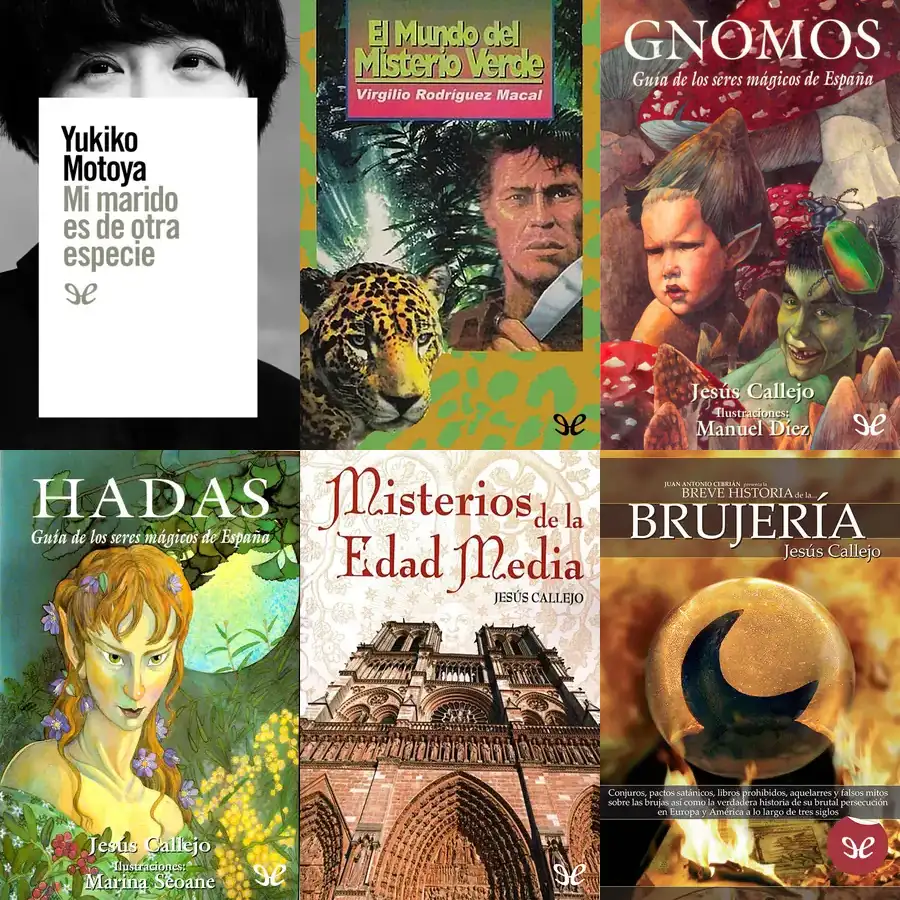 Yukiko
Motoya
Mi marido
es de otra
especie
El Mundo del
Misterio Verde
Virgilio Rodríguez Macal
GNOMOS
Guía de los seres mágicos de España
Jesús Callejo
Ilustraciones:
Manuel Díez
HADAS
Guía de los seres mágicos de España
Jesús Callejo
Ilustraciones:
Marina Seoane
Misterios
de la
Edad Media
JESÚS CALLEJO
JUAN ANTONIO CEBRIÁN presenta la
BREVE HISTORIA de la...
BRUJERÍA
Jesús Callejo
Conjuros, pactos satánicos, libros prohibidos, aquelarres y falsos mitos
sobre las brujas así como la verdadera historia de su brutal persecución
en Europa y América a lo largo de tres siglos